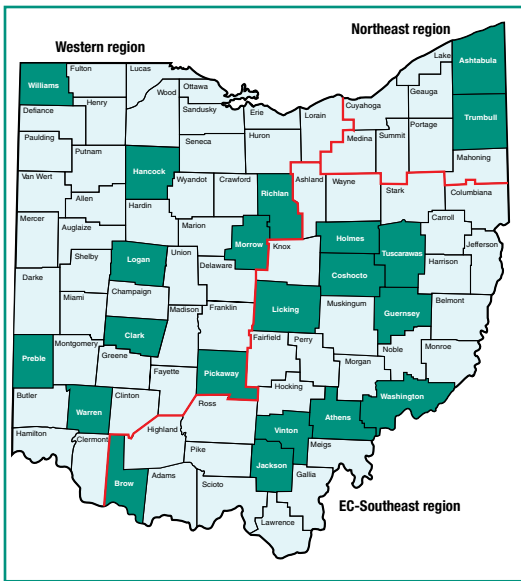 Northeast region
Western region
Lake
Ashtabula
Fulton
Lucas
Williams
Ottawa
Geauga
Wood
Cuyahoga
Henry
Sandusky
Erie
Lorain
Trumbull
Defiance
Medina
Summit
Portage
Huron
Paulding
Seneca
Putnam
Mahoning
Hancock
Van Wert
Wyandot
Crawford
Richlan
Ashland
Wayne
Stark
Columbiana
Allen
Hardin
Carroll
Mercer
Auglaize
Marion
Morrow
Knox
Holmes
Tuscarawas
Jefferson
Logan
Union
Shelby
Coshocto
Harrison
Delaware
Darke
Champaign
Licking
Muskingum
Guernsey
Belmont
Miami
Madison
Franklin
Clark
Fairfield
Perry
Preble
Montgomery
Noble
Monroe
Greene
Morgan
Fayette
Pickaway
Hocking
Washington
Butler
Warren
Clinton
Ross
Athens
Hamilton
Clermont
Highland
Vinton
Meigs
Pike
Jackson
Gallia
Brow
Adams
Scioto
EC-Southeast region
Lawrence